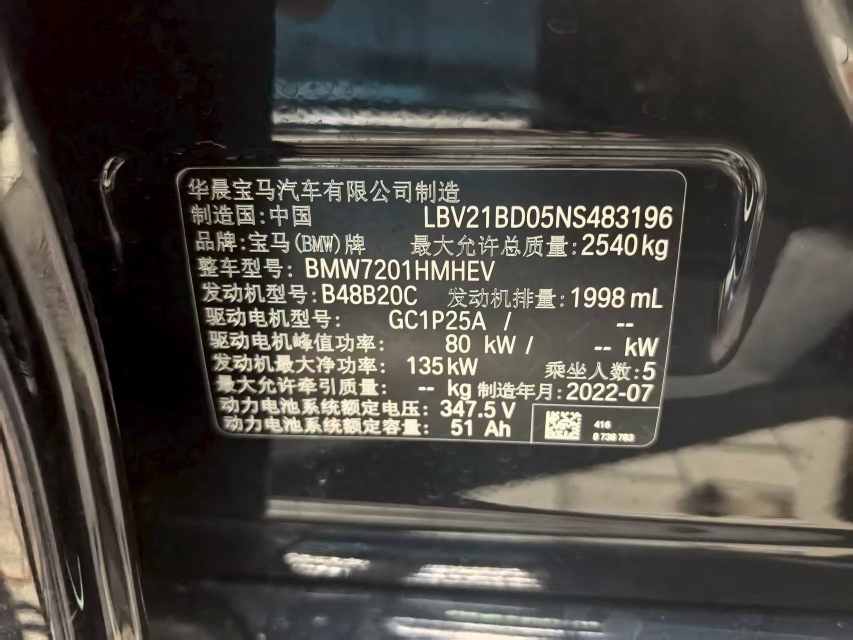 华晨宝马汽车有限公司制造
制造国:中国 LBV21BD05NS483196
品牌:宝马(BMW)牌 最大允许总质量:2540kg
整车型号:BMW7201HMHEV
发动机型号:B48B20C 发动机排量:1998 mL
驱动电机型号: GC1P25A / --
驱动电机峰值功率: 80 kW / -- kW
发动机最大净功率: 135kW 乘坐人数:5
最大允许牵引质量: -- kg 制造年月:2022-07
动力电池系统额定电压: 347.5 V
动力电池系统额定容量: 51 Ah
416
8 738 783